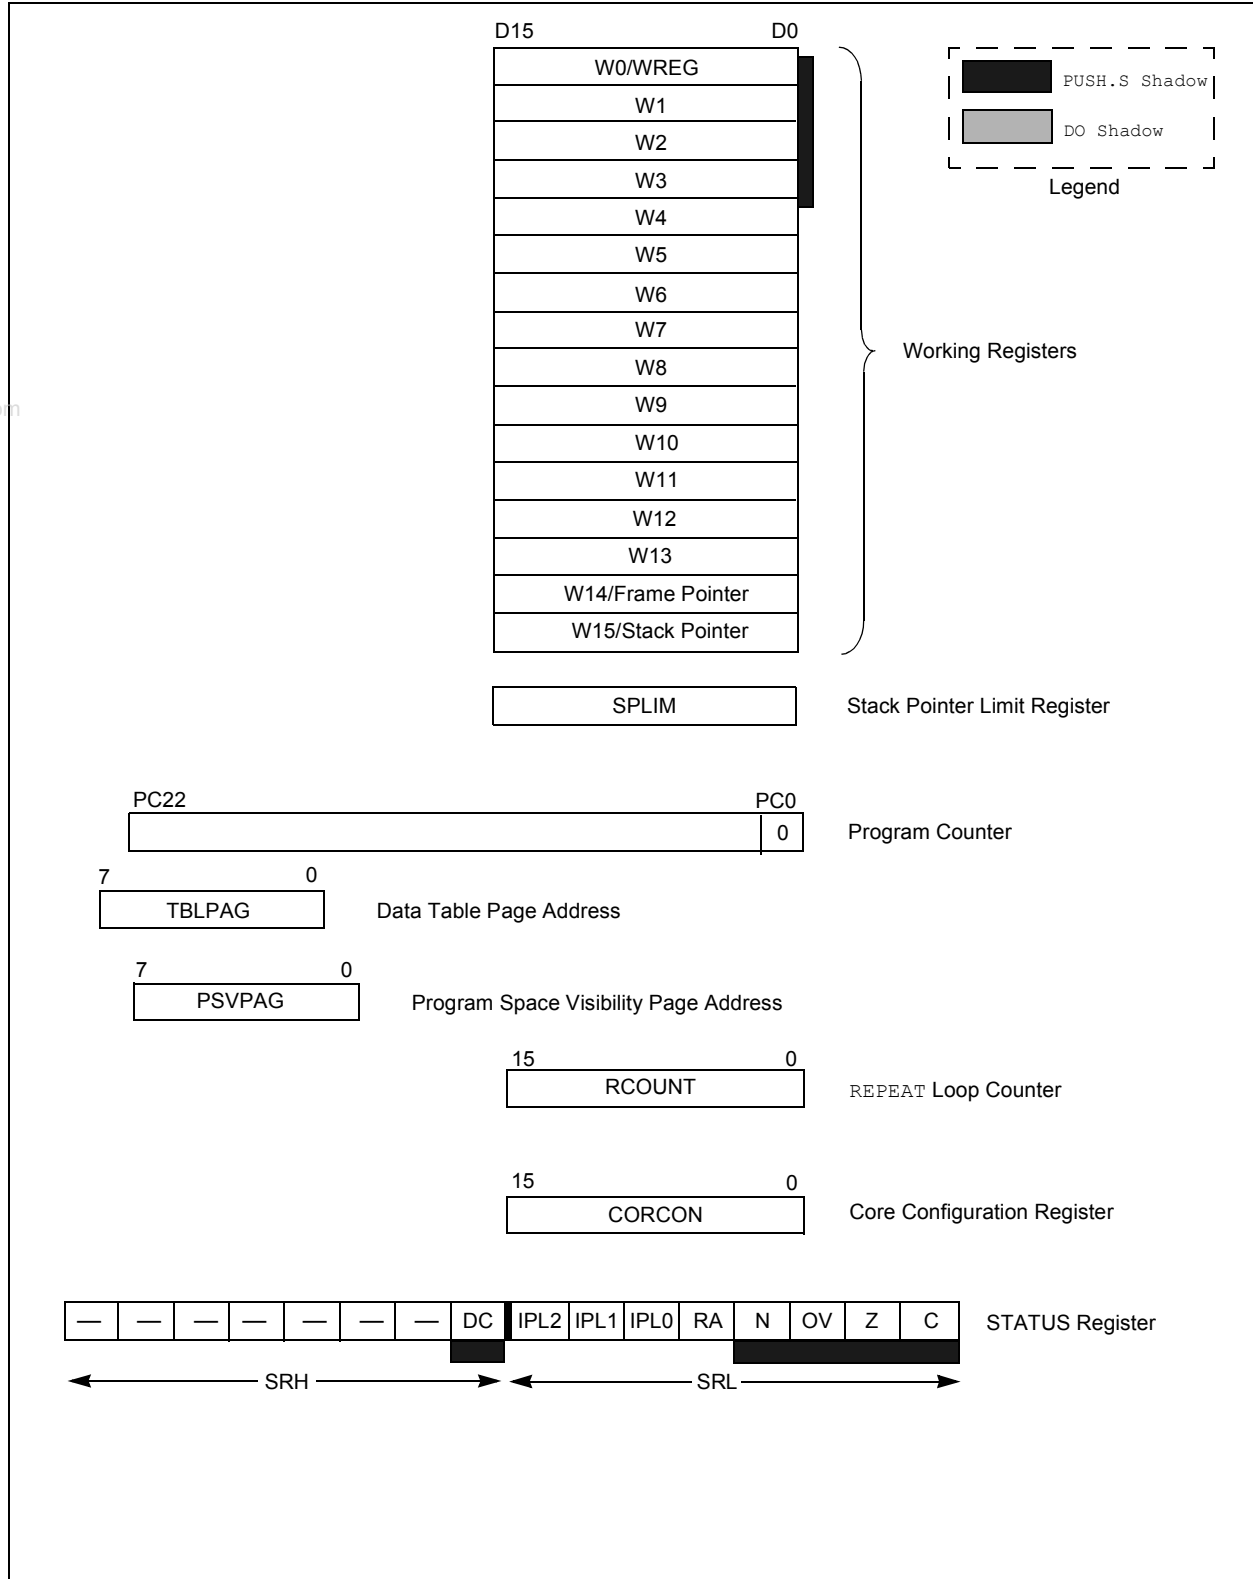 D15 D0
W0/WREG
W1
W2
W3
W4
W5
W6
W7
W8
W9
W10
W11
W12
W13
W14/Frame Pointer
W15/Stack Pointer
PUSH.S Shadow
DO Shadow
Legend
Working Registers
SPLIM Stack Pointer Limit Register
PC22 PC0
0 Program Counter
7 0
TBLPAG Data Table Page Address
7 0
PSVPAG Program Space Visibility Page Address
15 0
RCOUNT REPEAT Loop Counter
15 0
CORCON Core Configuration Register
— — — — — — — DC IPL2 IPL1 IPL0 RA N OV Z C STATUS Register
SRH SRL